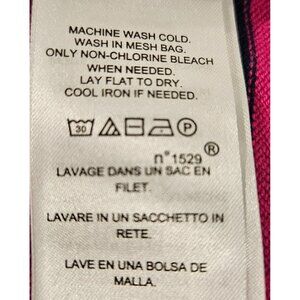 MACHINE WASH COLD.
WASH IN MESH BAG.
ONLY NON-CHLORINE BLEACH
WHEN NEEDED.
LAY FLAT TO DRY.
COOL IRON IF NEEDED.
30 P
n° 1529 ®
LAVAGE DANS UN SAC EN
FILET.
LAVARE IN UN SACCHETTO IN
RETE.
LAVE EN UNA BOLSA DE
MALLA.